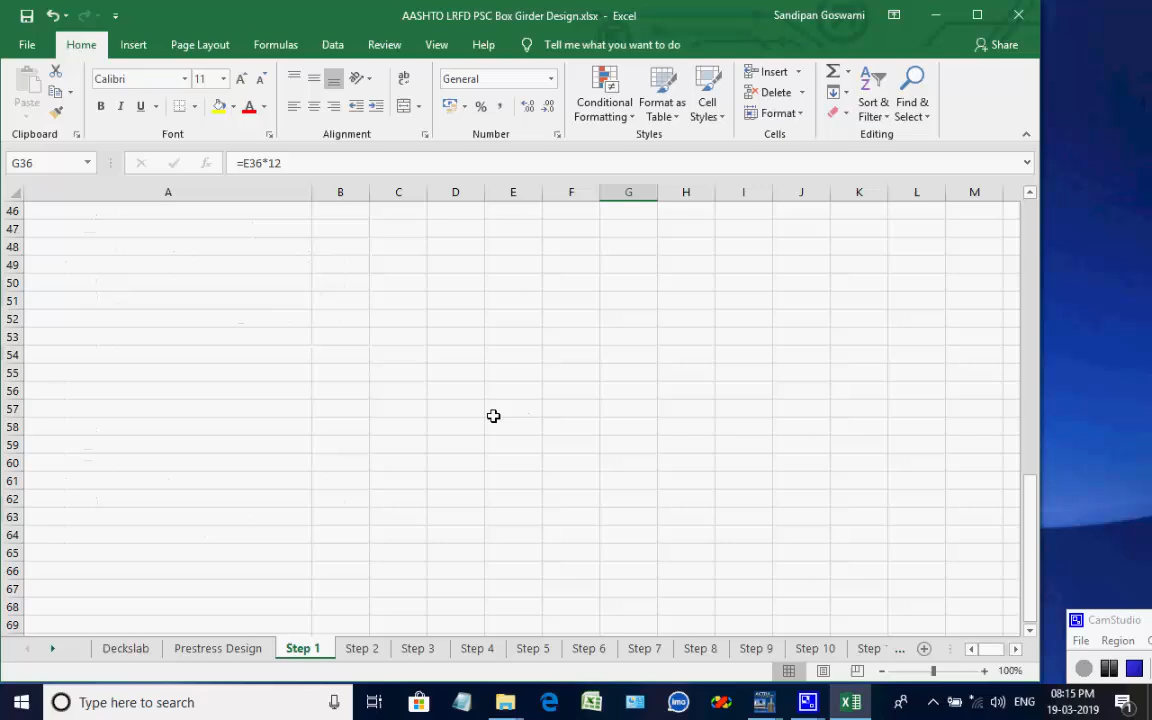 AASHTO LRFD PSC Box Girder Design.xlsx - Excel
Sandipan Goswami
File Home Insert Page Layout Formulas Data Review View Help Tell me what you want to do Share
Paste
Calibri 11
General
Conditional Formatting
Format as Table
Cell Styles
Insert
Delete
Format
Sort & Filter
Find & Select
Clipboard Font Alignment Number Styles Cells Editing
G36 =E36*12
A B C D E F G H I J K L M
46
47
48
49
50
51
52
53
54
55
56
57
58
59
60
61
62
63
64
65
66
67
68
69
Deckslab Prestress Design Step 1 Step 2 Step 3 Step 4 Step 5 Step 6 Step 7 Step 8 Step 9 Step 10 Step ...
100%
CamStudio
File Region
Type here to search
ENG
08:15 PM
19-03-2019